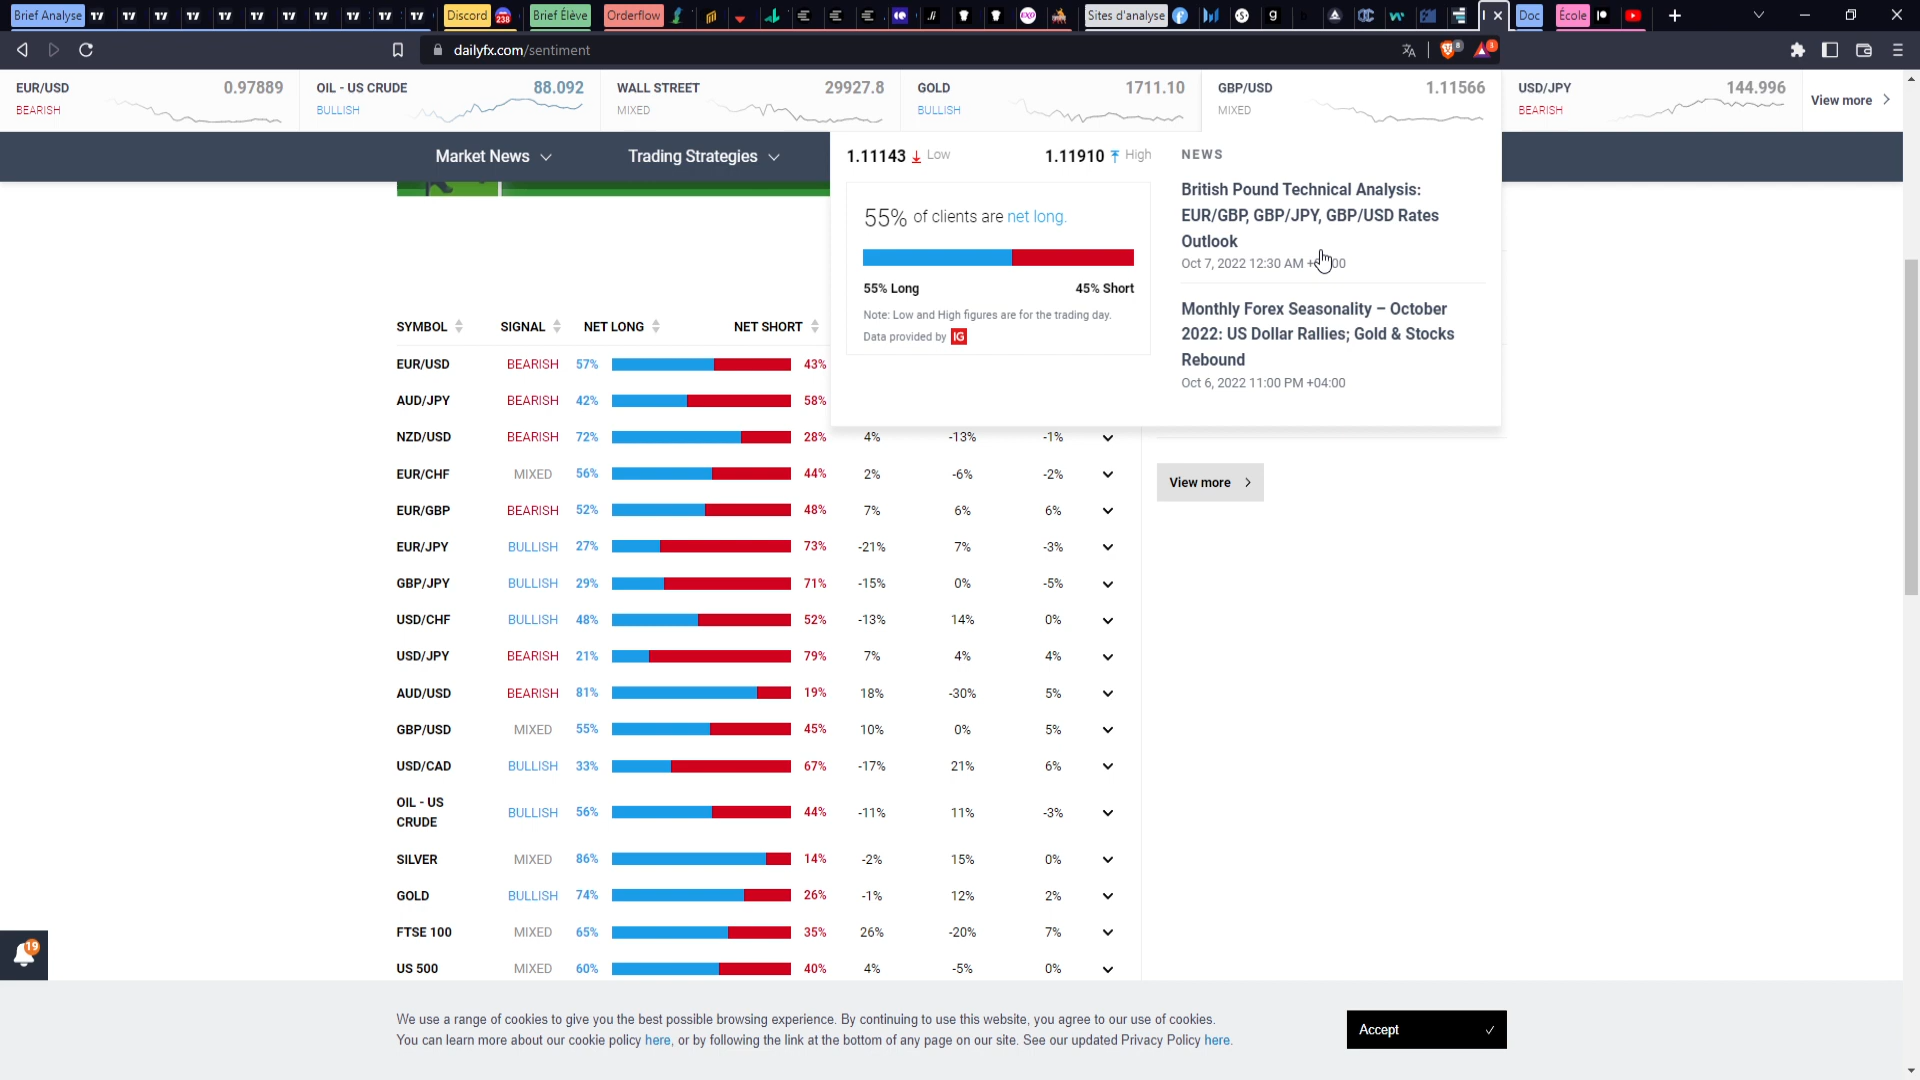 Brief Analyse
Discord
238
Brief Élève
Orderflow
Sites d'analyse
Doc
École
dailyfx.com/sentiment
EUR/USD 0.97889
BEARISH
OIL - US CRUDE 88.092
BULLISH
WALL STREET 29927.8
MIXED
GOLD 1711.10
BULLISH
GBP/USD 1.11566
MIXED
USD/JPY 144.996
BEARISH
View more
Market News
Trading Strategies
1.11143 Low 1.11910 High
55% of clients are net long.
55% Long 45% Short
Note: Low and High figures are for the trading day.
Data provided by IG
NEWS
British Pound Technical Analysis:
EUR/GBP, GBP/JPY, GBP/USD Rates
Outlook
Oct 7, 2022 12:30 AM
Monthly Forex Seasonality – October
2022: US Dollar Rallies; Gold & Stocks
Rebound
Oct 6, 2022 11:00 PM +04:00
View more
SYMBOL SIGNAL NET LONG NET SHORT
EUR/USD BEARISH 57% 43%
AUD/JPY BEARISH 42% 58%
NZD/USD BEARISH 72% 28% 4% -13% -1%
EUR/CHF MIXED 56% 44% 2% -6% -2%
EUR/GBP BEARISH 52% 48% 7% 6% 6%
EUR/JPY BULLISH 27% 73% -21% 7% -3%
GBP/JPY BULLISH 29% 71% -15% 0% -5%
USD/CHF BULLISH 48% 52% -13% 14% 0%
USD/JPY BEARISH 21% 79% 7% 4% 4%
AUD/USD BEARISH 81% 19% 18% -30% 5%
GBP/USD MIXED 55% 45% 10% 0% 5%
USD/CAD BULLISH 33% 67% -17% 21% 6%
OIL - US
CRUDE BULLISH 56% 44% -11% 11% -3%
SILVER MIXED 86% 14% -2% 15% 0%
GOLD BULLISH 74% 26% -1% 12% 2%
FTSE 100 MIXED 65% 35% 26% -20% 7%
US 500 MIXED 60% 40% 4% -5% 0%
19
We use a range of cookies to give you the best possible browsing experience. By continuing to use this website, you agree to our use of cookies.
You can learn more about our cookie policy here, or by following the link at the bottom of any page on our site. See our updated Privacy Policy here.
Accept